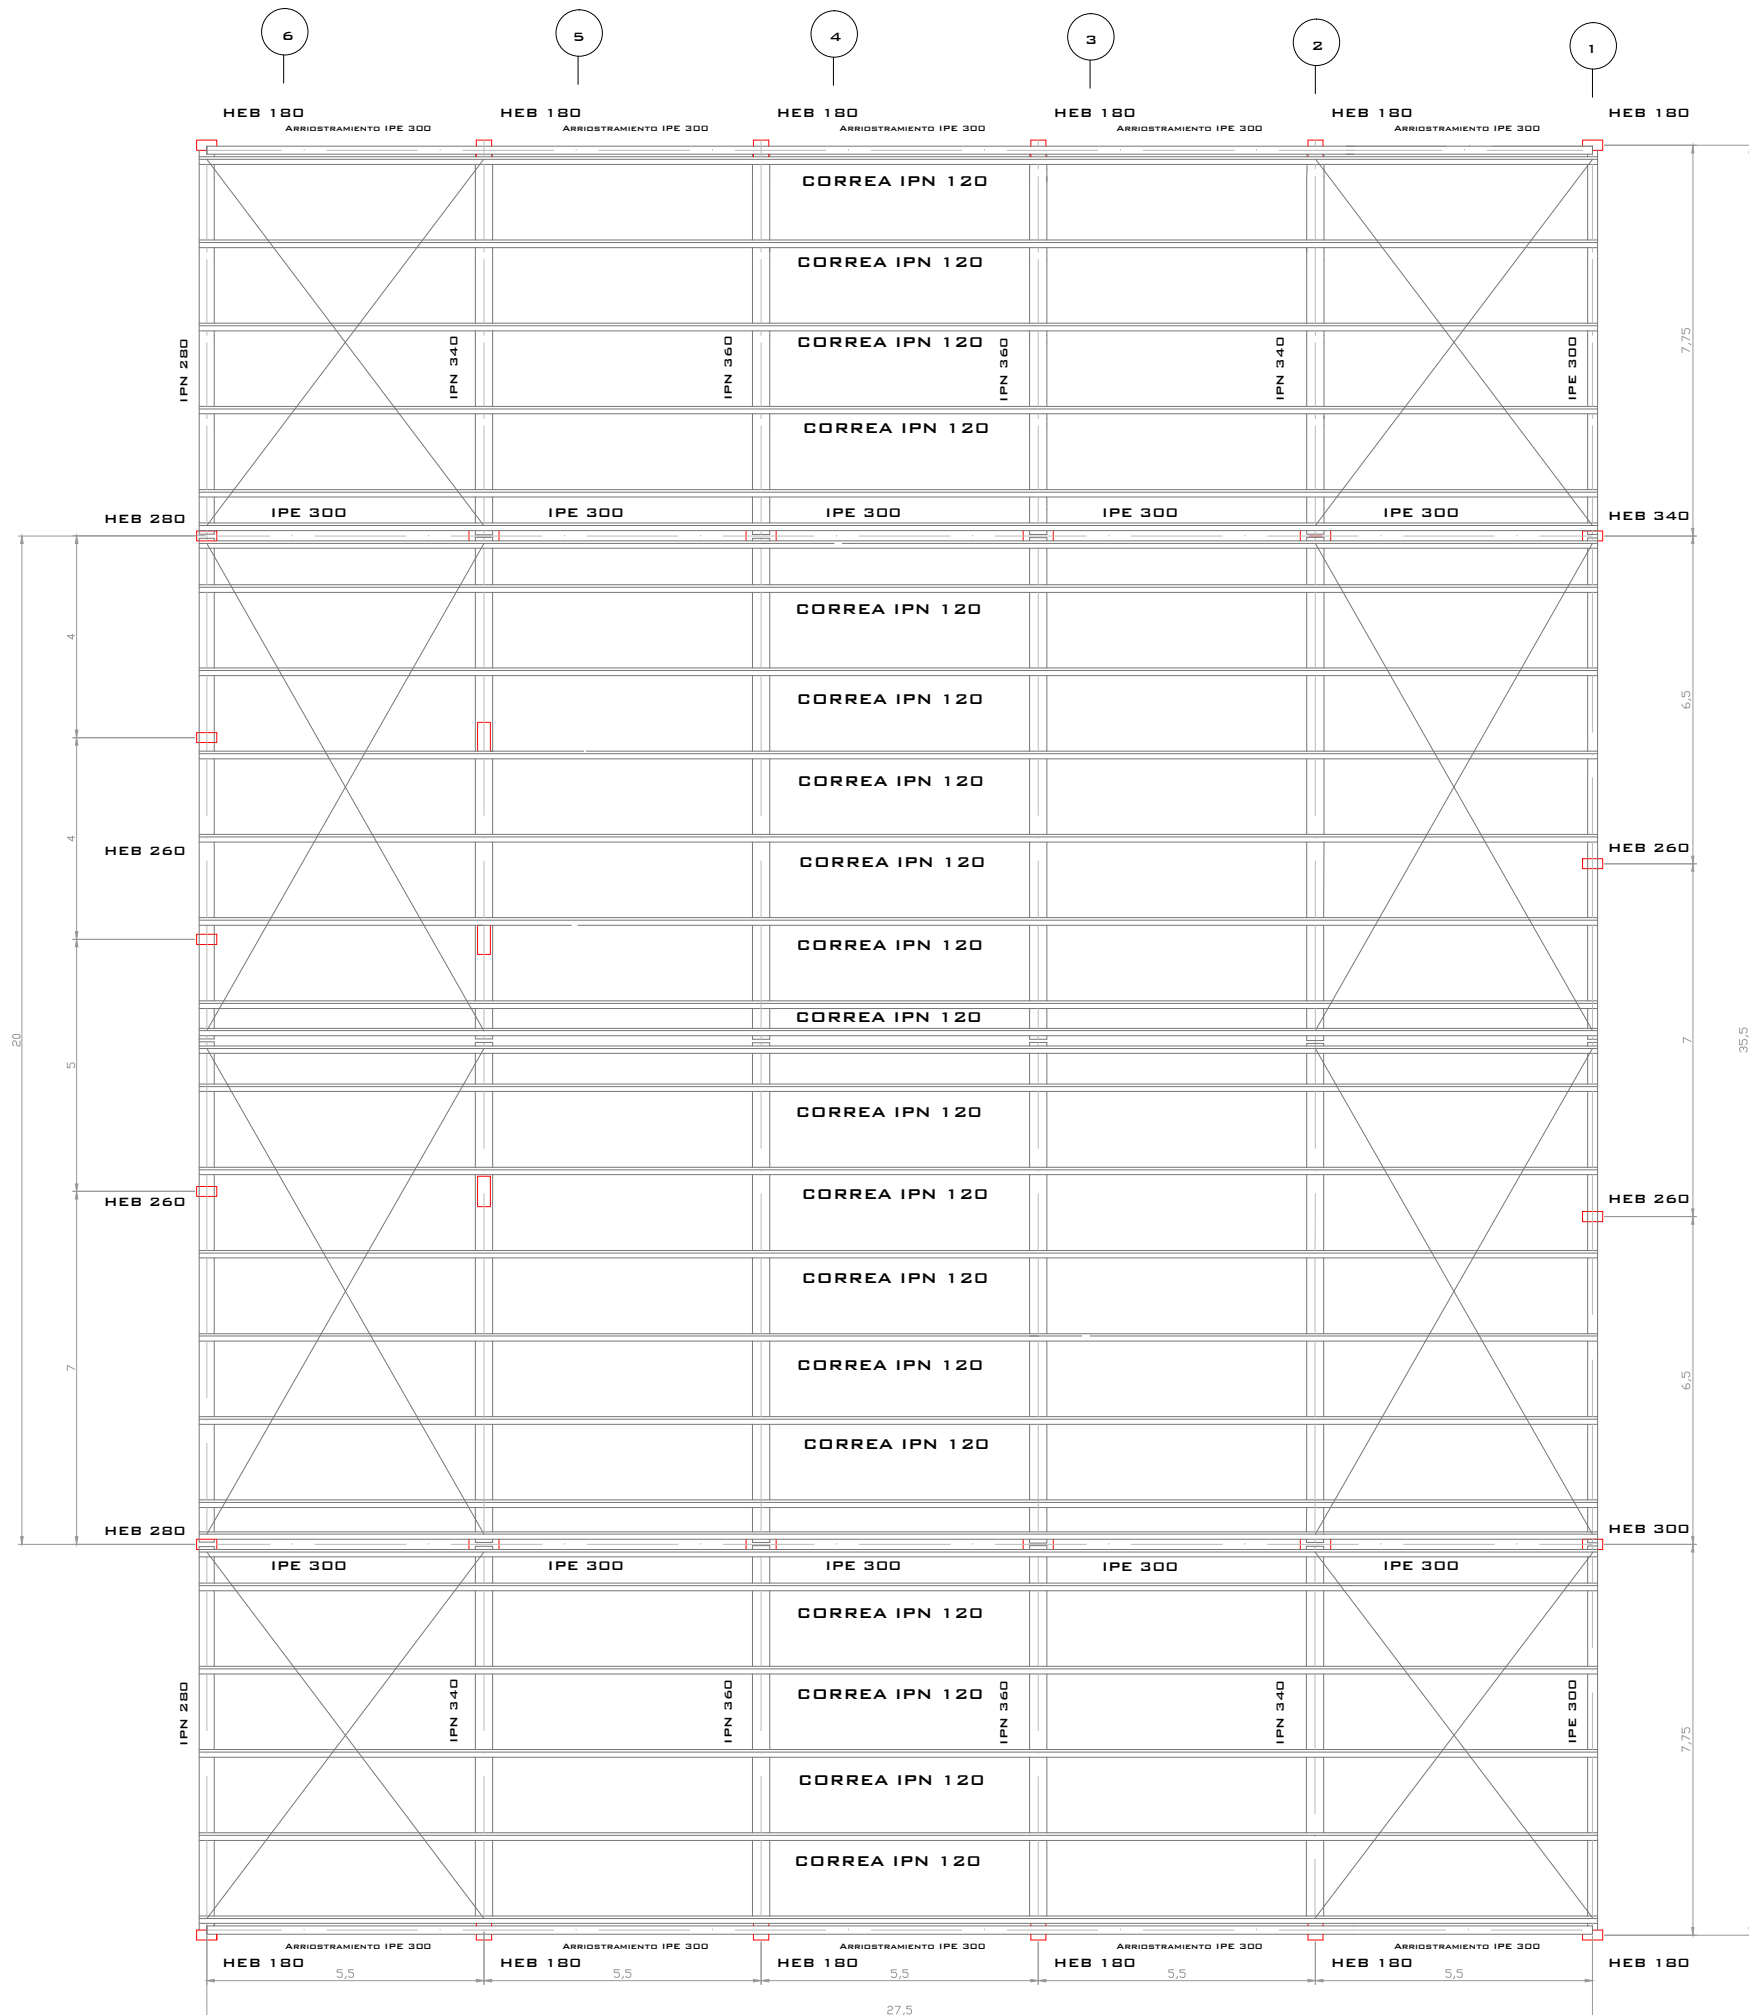 6 5 4 3 2 1
HEB 180 HEB 180 HEB 180 HEB 180 HEB 180 HEB 180
Arriostramiento IPE 300 Arriostramiento IPE 300 Arriostramiento IPE 300 Arriostramiento IPE 300 Arriostramiento IPE 300
CORREA IPN 120
CORREA IPN 120
CORREA IPN 120
7,75
IPN 280 IPN 340 IPN 360 IPN 360 IPN 340 IPE 300
CORREA IPN 120
HEB 280 IPE 300 IPE 300 IPE 300 IPE 300 IPE 300 HEB 340
CORREA IPN 120
4
CORREA IPN 120
6,5
CORREA IPN 120
4
HEB 260 HEB 260
CORREA IPN 120
CORREA IPN 120
CORREA IPN 120
20
7
35,5
5
CORREA IPN 120
CORREA IPN 120
HEB 260 HEB 260
CORREA IPN 120
CORREA IPN 120
7
6,5
CORREA IPN 120
HEB 280 HEB 300
IPE 300 IPE 300 IPE 300 IPE 300 IPE 300
CORREA IPN 120
CORREA IPN 120
IPN 280 IPN 340 IPN 360 IPN 360 IPN 340 IPE 300
7,75
CORREA IPN 120
CORREA IPN 120
Arriostramiento IPE 300 Arriostramiento IPE 300 Arriostramiento IPE 300 Arriostramiento IPE 300 Arriostramiento IPE 300
HEB 180 HEB 180 HEB 180 HEB 180 HEB 180 HEB 180
5,5 5,5 5,5 5,5 5,5
27,5